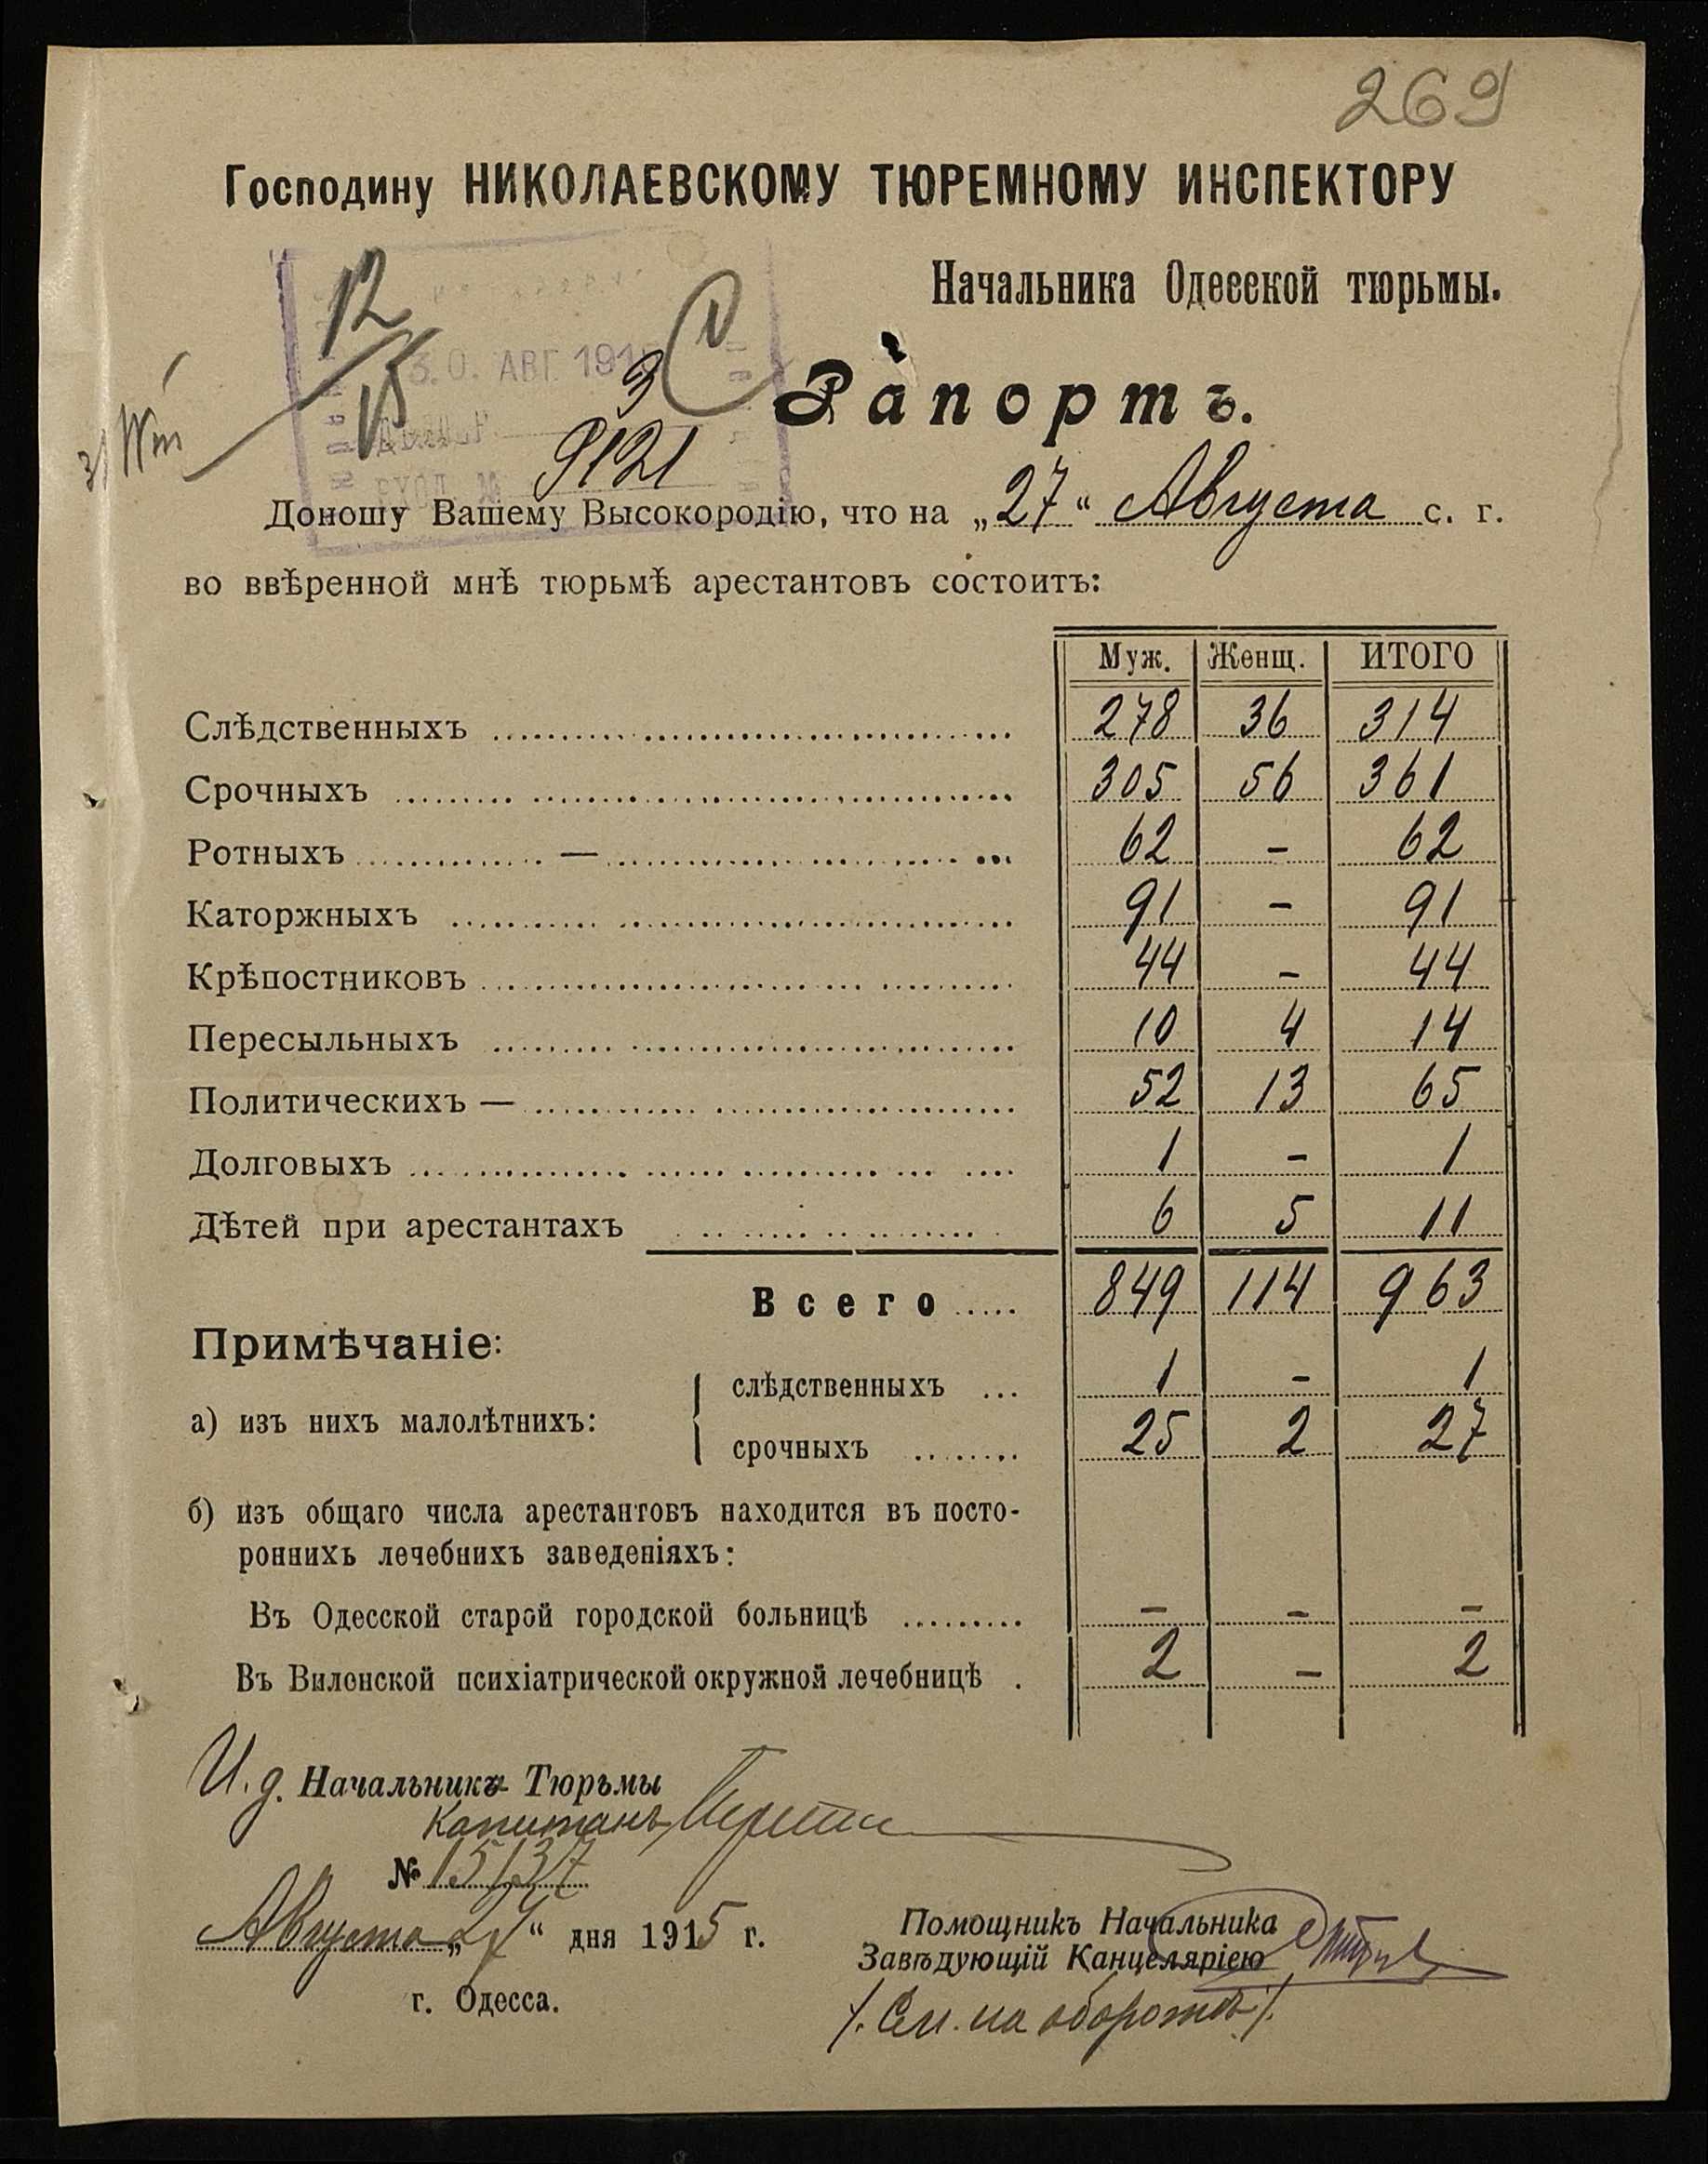 269
Господину НИКОЛАЕВСКОМУ ТЮРЕМНОМУ ИНСПЕКТОРУ
Начальника Одесской тюрьмы.
12
15
30. АВГ. 1915
3
9121
Рапортъ.
Доношу Вашему Высокородію, что на „27“ Августа с. г.
во ввѣренной мнѣ тюрьмѣ арестантовъ состоитъ:
Муж. Женщ. ИТОГО
Слѣдственныхъ 278 36 314
Срочныхъ 305 56 361
Ротныхъ — 62 - 62
Каторжныхъ 91 - 91
Крѣпостниковъ 44 - 44
Пересыльныхъ 10 4 14
Политическихъ — 52 13 65
Долговыхъ 1 - 1
Дѣтей при арестантахъ 6 5 11
Всего 849 114 963
Примѣчаніе:
а) изъ нихъ малолѣтнихъ:
слѣдственныхъ 1 - 1
срочныхъ 25 2 27
б) изъ общаго числа арестантовъ находится въ посто-
роннихъ лечебнихъ заведеніяхъ:
Въ Одесской старой городской больницѣ - - -
Въ Виленской психіатрической окружной лечебницѣ 2 - 2
И. д. Начальника Тюрьмы
Капитанъ
№ 15137
Августа „27“ дня 1915 г.
г. Одесса.
Помощникъ Начальника
Завѣдующій Канцеляріею
/. См. на оборотѣ /.